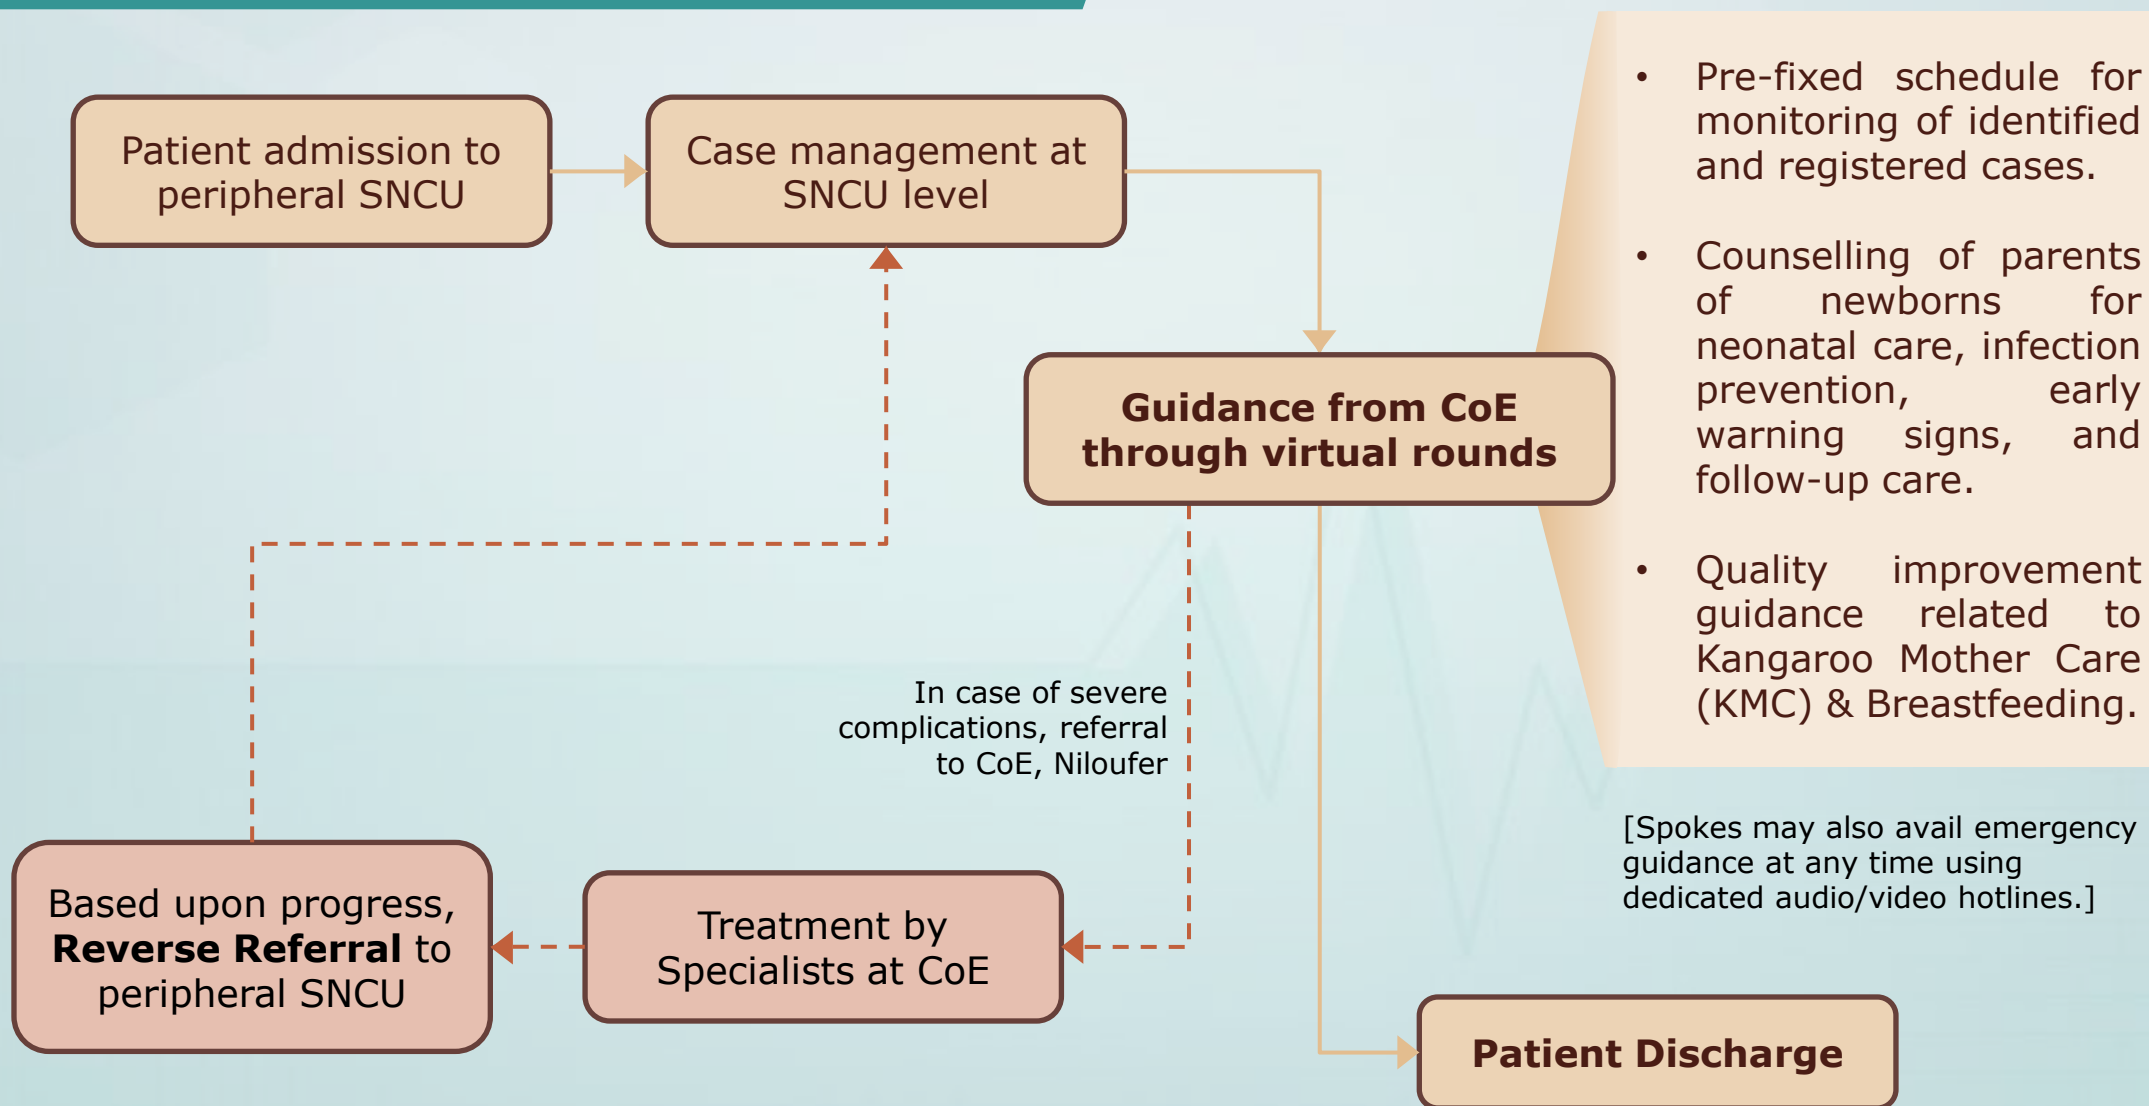 Patient admission to
peripheral SNCU
Case management at
SNCU level
Guidance from CoE
through virtual rounds
• Pre-fixed schedule for
monitoring of identified
and registered cases.
• Counselling of parents
of newborns for
neonatal care, infection
prevention, early
warning signs, and
follow-up care.
• Quality improvement
guidance related to
Kangaroo Mother Care
(KMC) & Breastfeeding.
In case of severe
complications, referral
to CoE, Niloufer
[Spokes may also avail emergency
guidance at any time using
dedicated audio/video hotlines.]
Based upon progress,
Reverse Referral to
peripheral SNCU
Treatment by
Specialists at CoE
Patient Discharge